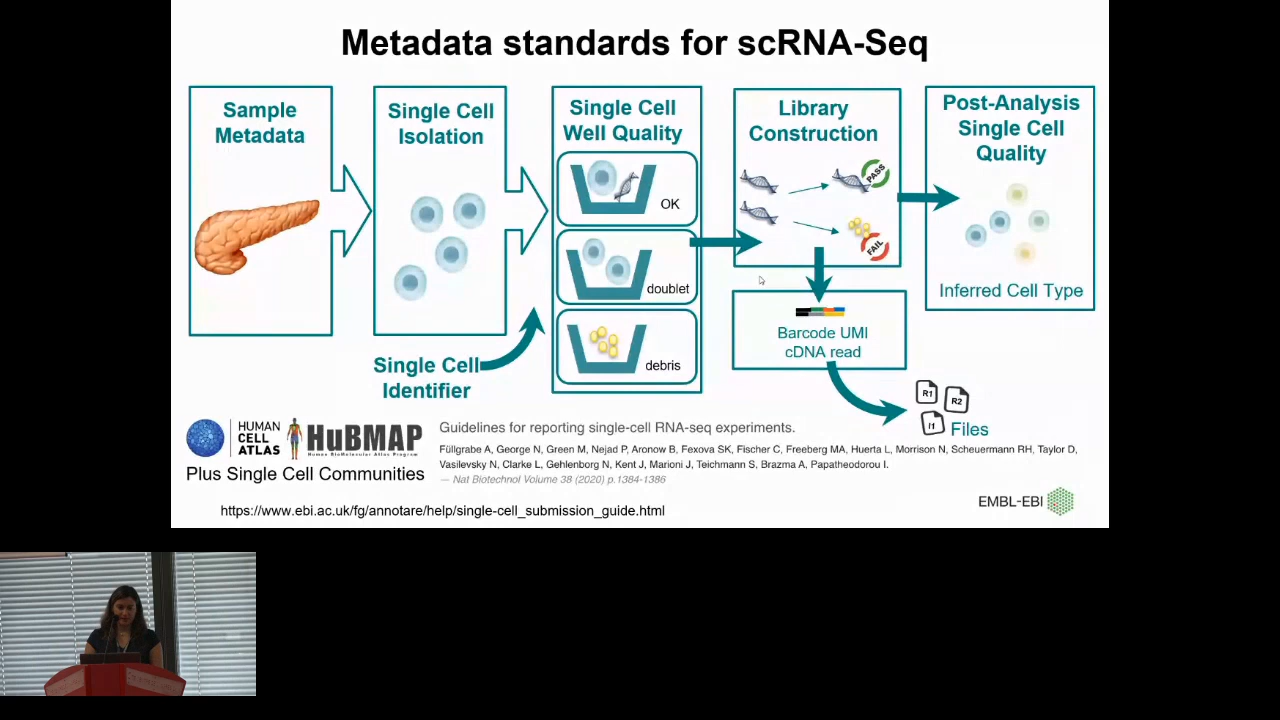 Metadata standards for scRNA-Seq
Sample
Metadata
Single Cell
Isolation
Single Cell
Well Quality
OK
doublet
debris
Single Cell
Identifier
Library
Construction
PASS
FAIL
Barcode UMI
cDNA read
R1
R2
I1
Files
Post-Analysis
Single Cell
Quality
Inferred Cell Type
HUMAN
CELL
ATLAS
HuBMAP
Human BioMolecular Atlas Program
Plus Single Cell Communities
Guidelines for reporting single-cell RNA-seq experiments.
Füllgrabe A, George N, Green M, Nejad P, Aronow B, Fexova SK, Fischer C, Freeberg MA, Huerta L, Morrison N, Scheuermann RH, Taylor D,
Vasilevsky N, Clarke L, Gehlenborg N, Kent J, Marioni J, Teichmann S, Brazma A, Papatheodorou I.
— Nat Biotechnol Volume 38 (2020) p.1384-1386
EMBL-EBI
https://www.ebi.ac.uk/fg/annotare/help/single-cell_submission_guide.html